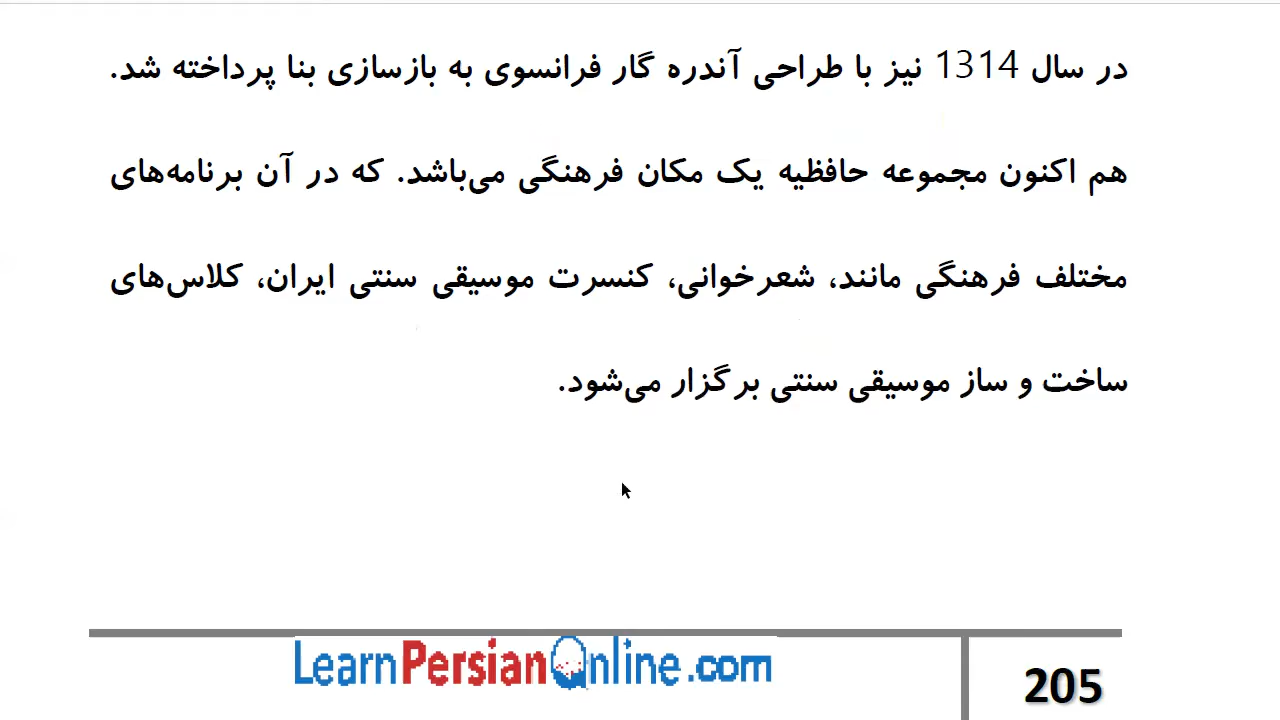 در سال 1314 نیز با طراحی آندره گار فرانسوی به بازسازی بنا پرداخته شد.
هم اکنون مجموعه حافظیه یک مکان فرهنگی می‌باشد. که در آن برنامه‌های
مختلف فرهنگی مانند، شعرخوانی، کنسرت موسیقی سنتی ایران، کلاس‌های
ساخت و ساز موسیقی سنتی برگزار می‌شود.
LearnPersianOnline.com
205